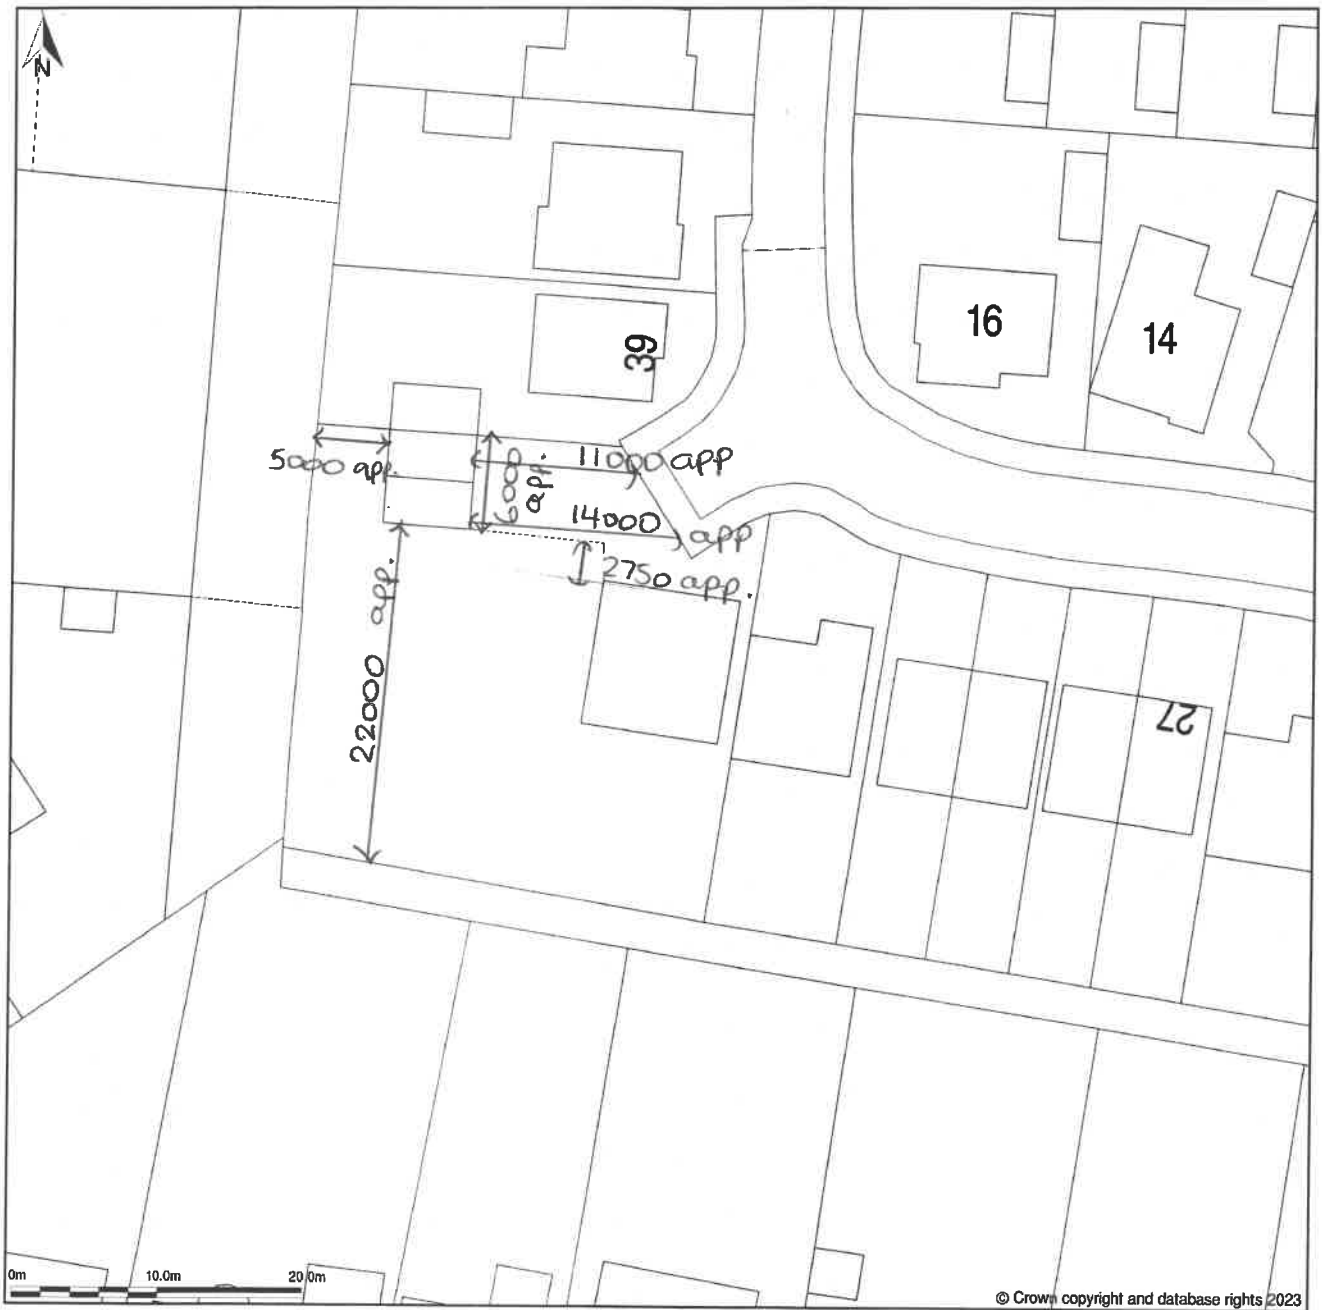 N
39
16
14
5000 app.
6000 app.
11000 app
14000 app
2750 app.
22000 app.
27
0m 10.0m 20.0m
© Crown copyright and database rights 2023